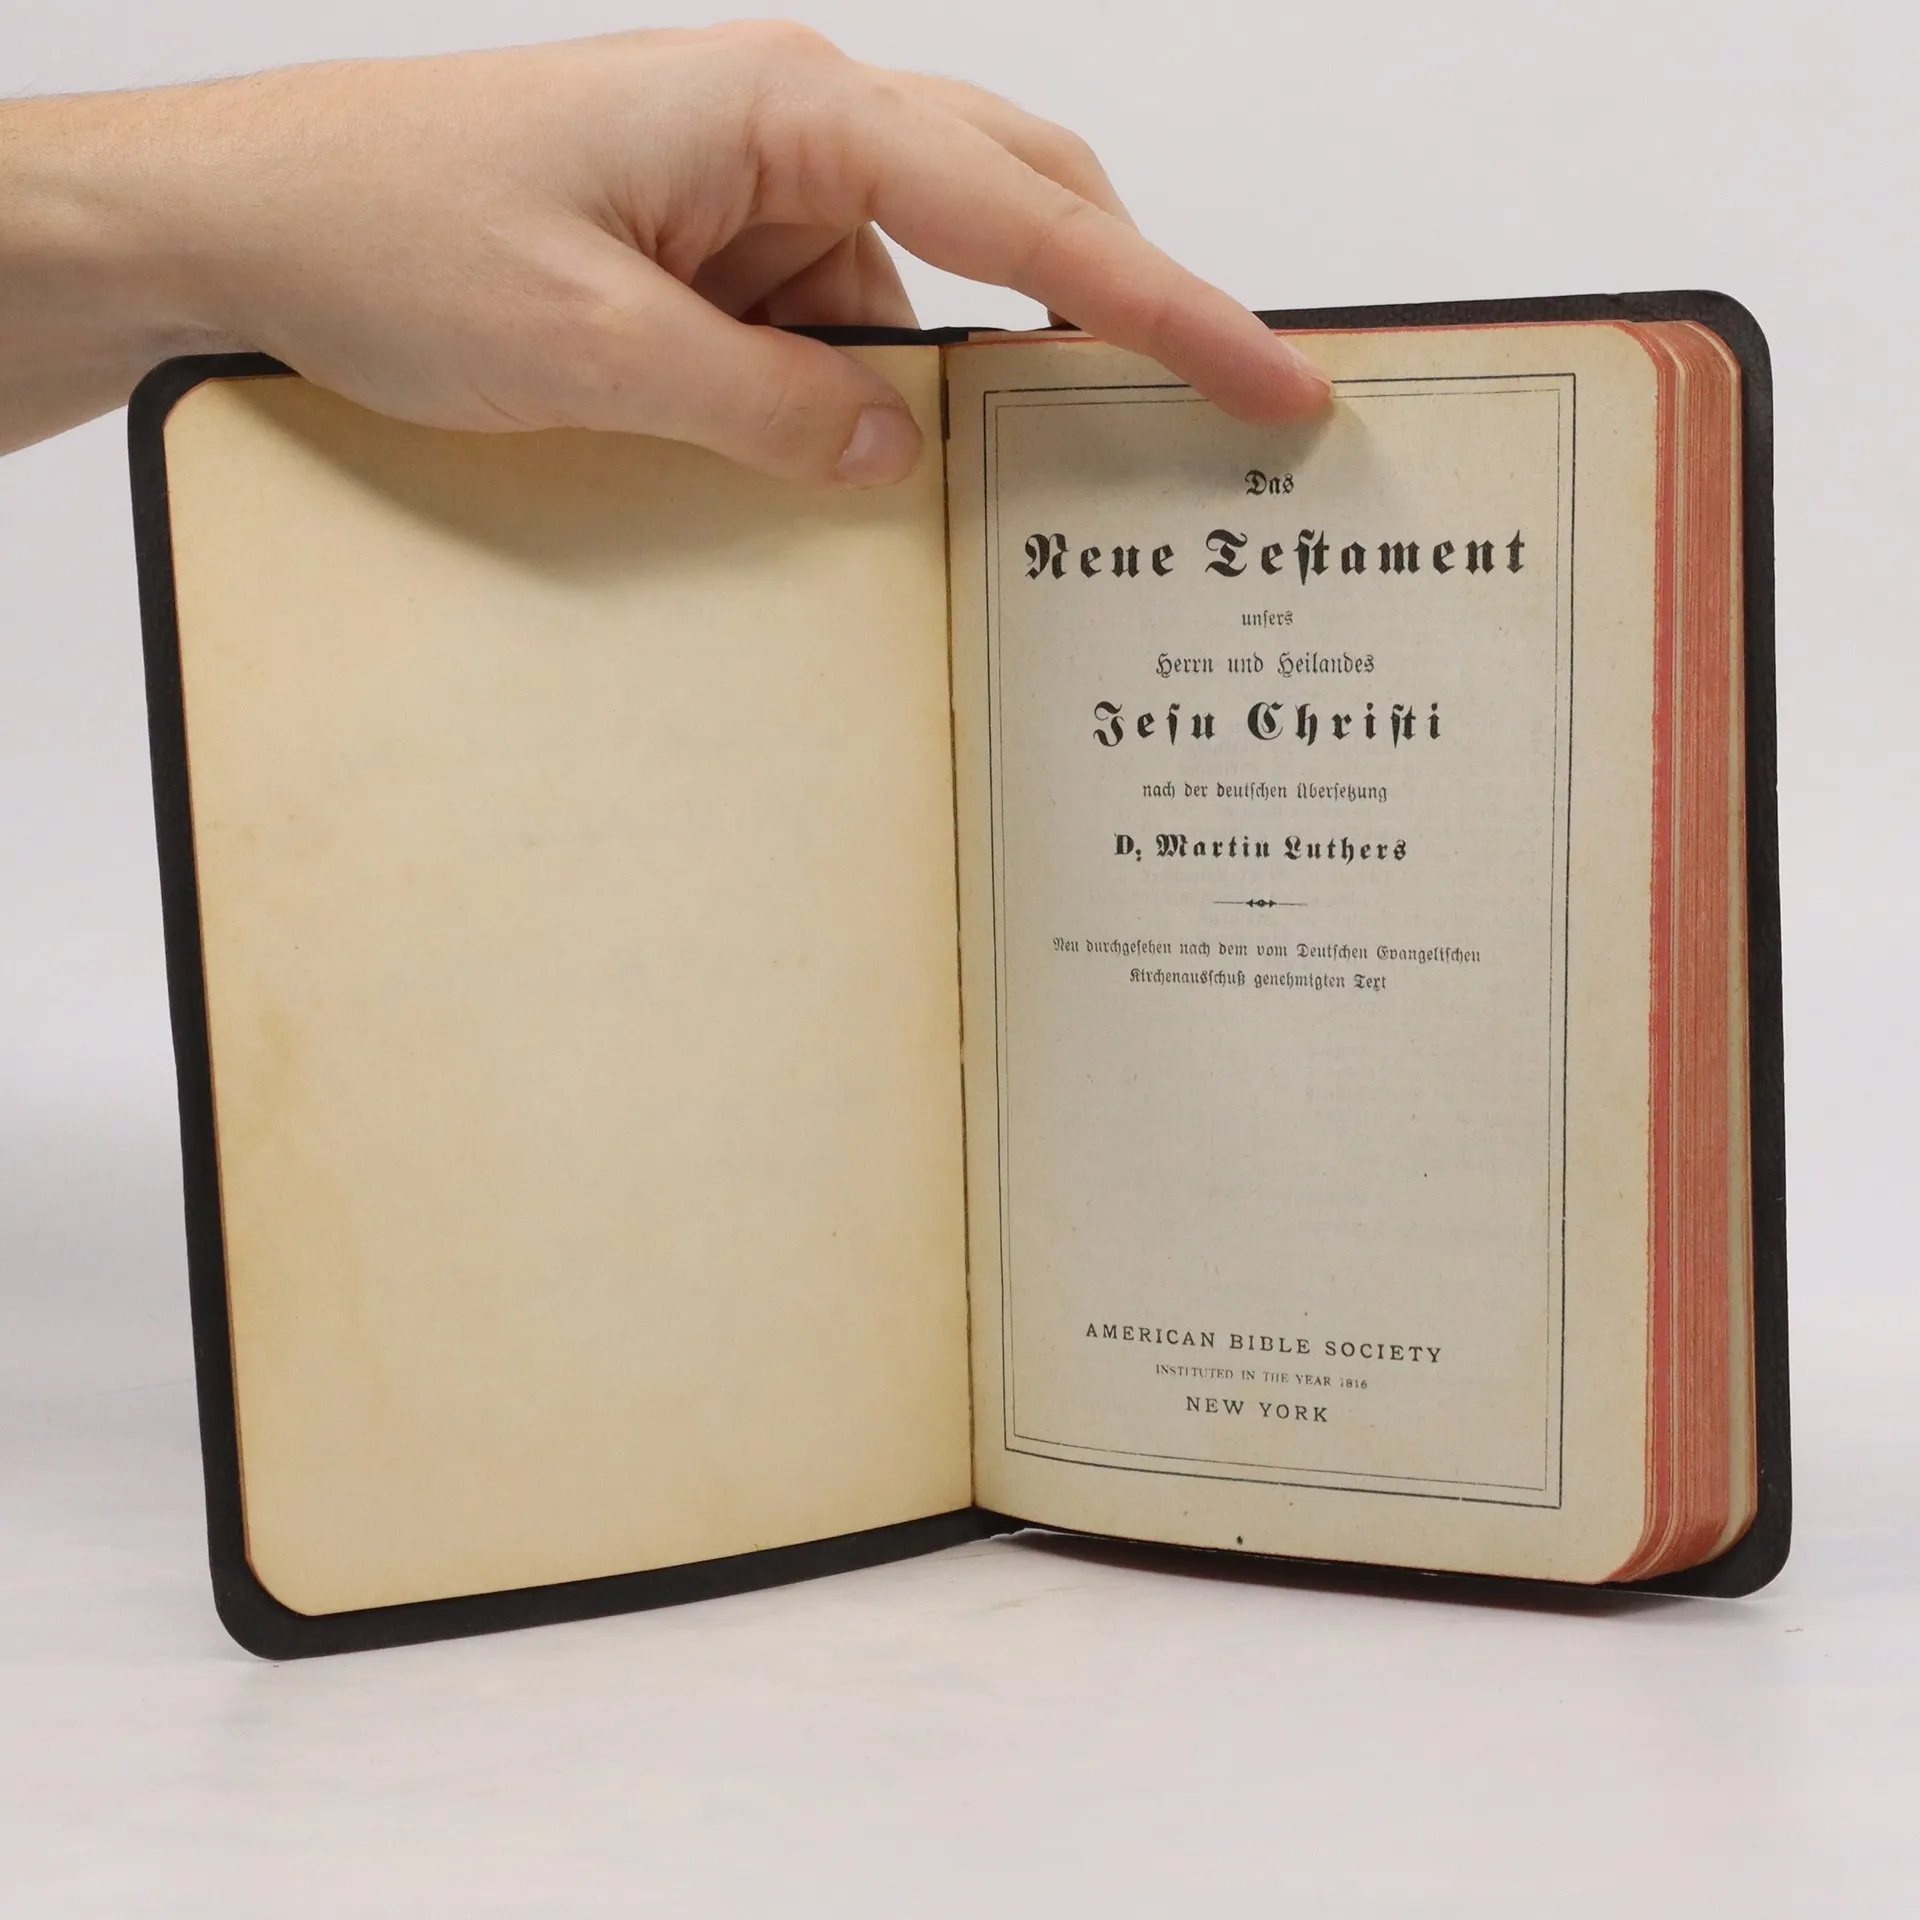 Das
Neue Teſtament
unſers
Herrn und Heilandes
Jeſu Chriſti
nach der deutſchen Überſetzung
D. Martin Luthers
Neu durchgeſehen nach dem vom Deutſchen Evangeliſchen
Kirchenausſchuß genehmigten Text
AMERICAN BIBLE SOCIETY
INSTITUTED IN THE YEAR 1816
NEW YORK